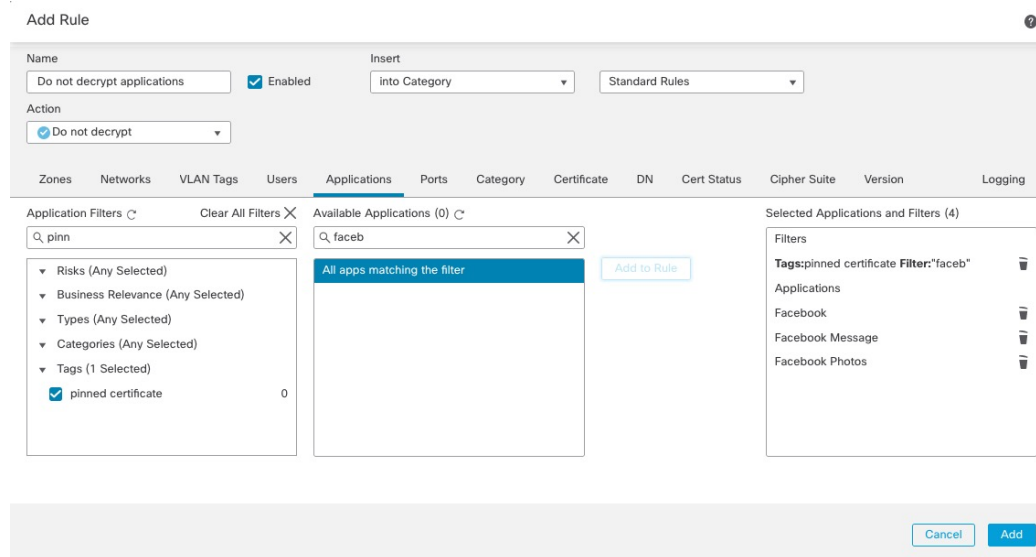 Add Rule
Name
Insert
Do not decrypt applications
Enabled
into Category
Standard Rules
Action
Do not decrypt
Zones Networks VLAN Tags Users Applications Ports Category Certificate DN Cert Status Cipher Suite Version Logging
Application Filters Clear All Filters
Available Applications (0)
Selected Applications and Filters (4)
pinn
faceb
Risks (Any Selected)
Business Relevance (Any Selected)
Types (Any Selected)
Categories (Any Selected)
Tags (1 Selected)
pinned certificate 0
All apps matching the filter
Add to Rule
Filters
Tags:pinned certificate Filter:"faceb"
Applications
Facebook
Facebook Message
Facebook Photos
Cancel
Add